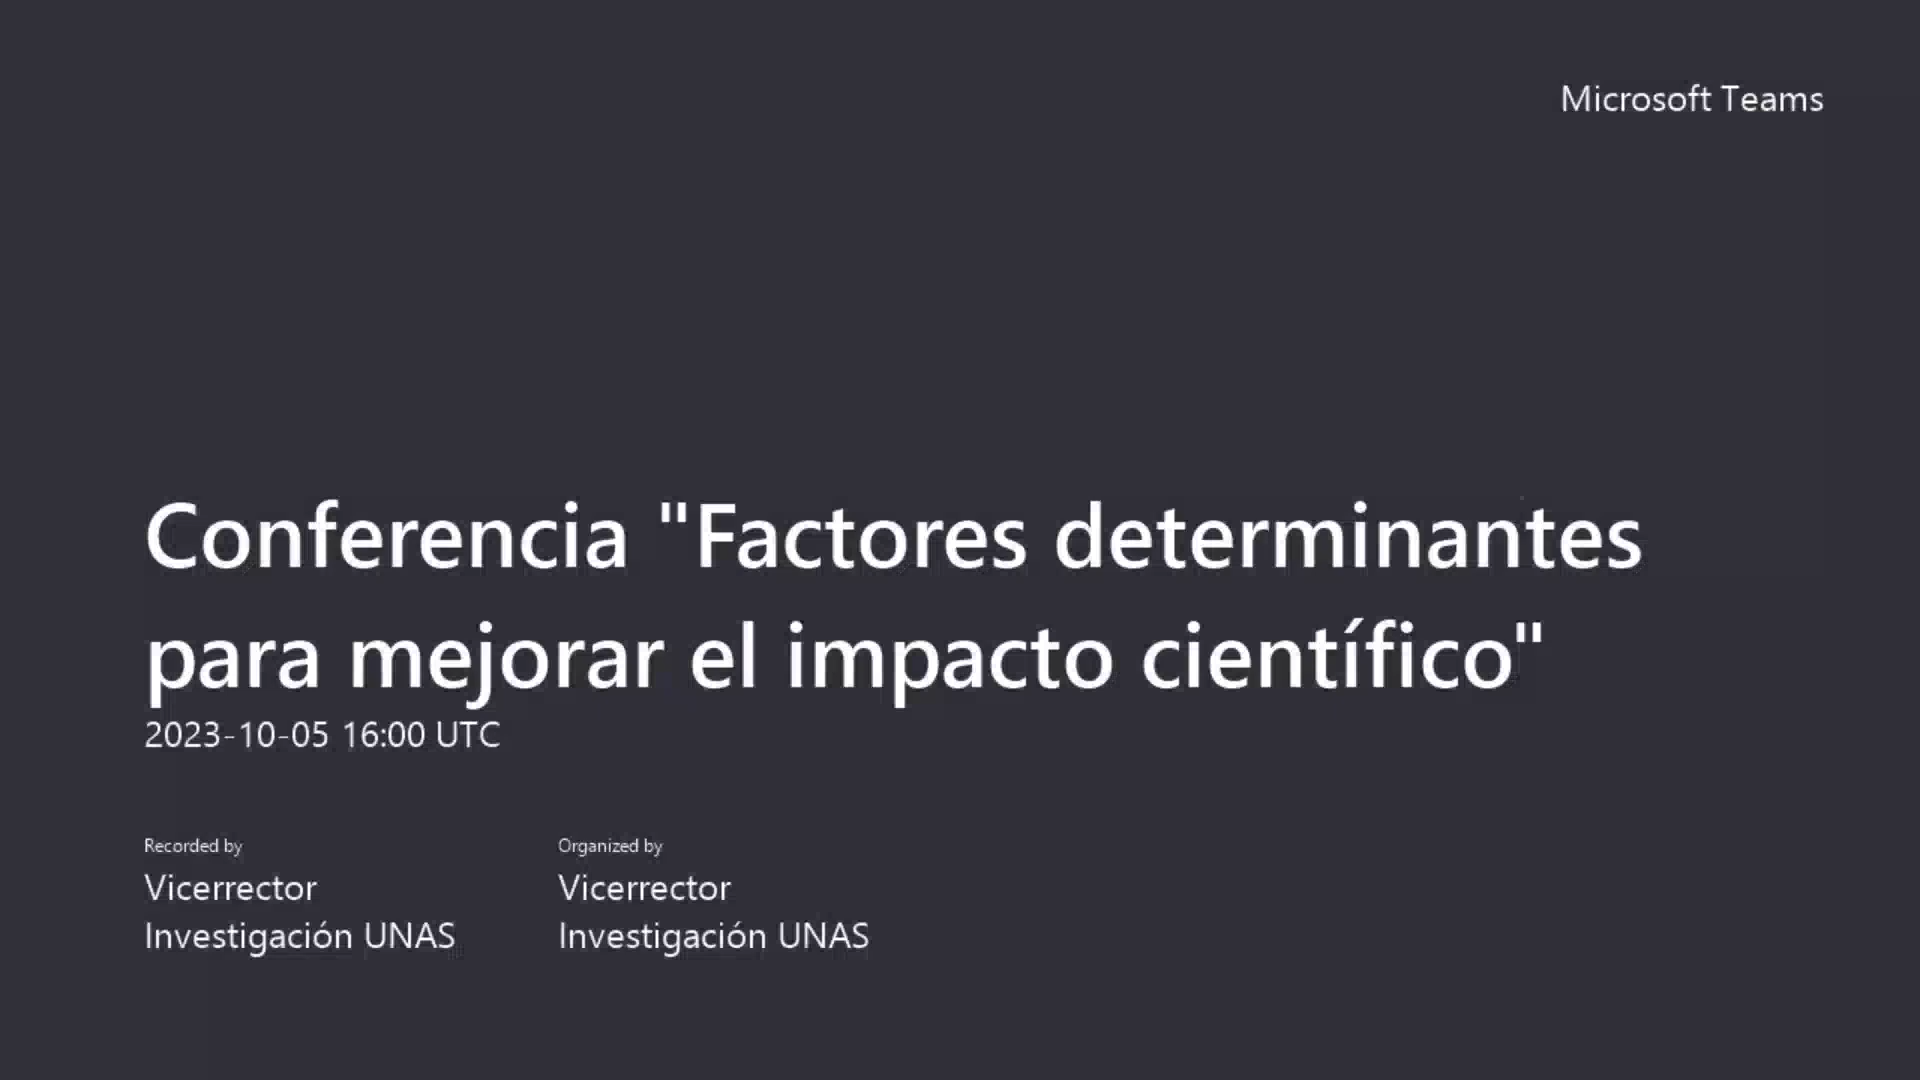 Microsoft Teams
Conferencia "Factores determinantes
para mejorar el impacto científico"
2023-10-05 16:00 UTC
Recorded by
Vicerrector
Investigación UNAS
Organized by
Vicerrector
Investigación UNAS